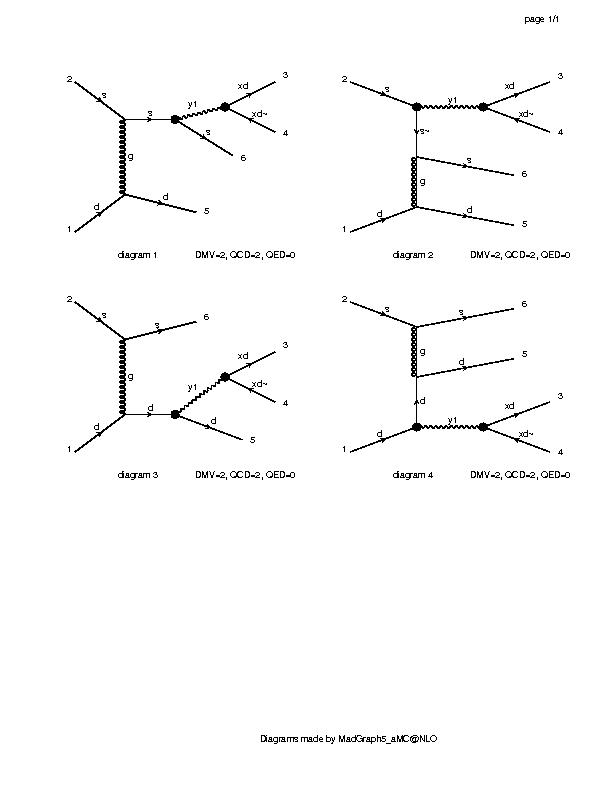 page 1/1
2 s s y1 xd 3
xd~ 4
s 6
g
1 d d 5
diagram 1 DMV=2, QCD=2, QED=0
2 s y1 xd 3
xd~ 4
s~
s 6
g
1 d d 5
diagram 2 DMV=2, QCD=2, QED=0
2 s s 6
g
xd 3
y1
xd~ 4
1 d d d 5
diagram 3 DMV=2, QCD=2, QED=0
2 s s 6
g
d 5
d
1 d y1 xd 3
xd~ 4
diagram 4 DMV=2, QCD=2, QED=0
Diagrams made by MadGraph5_aMC@NLO